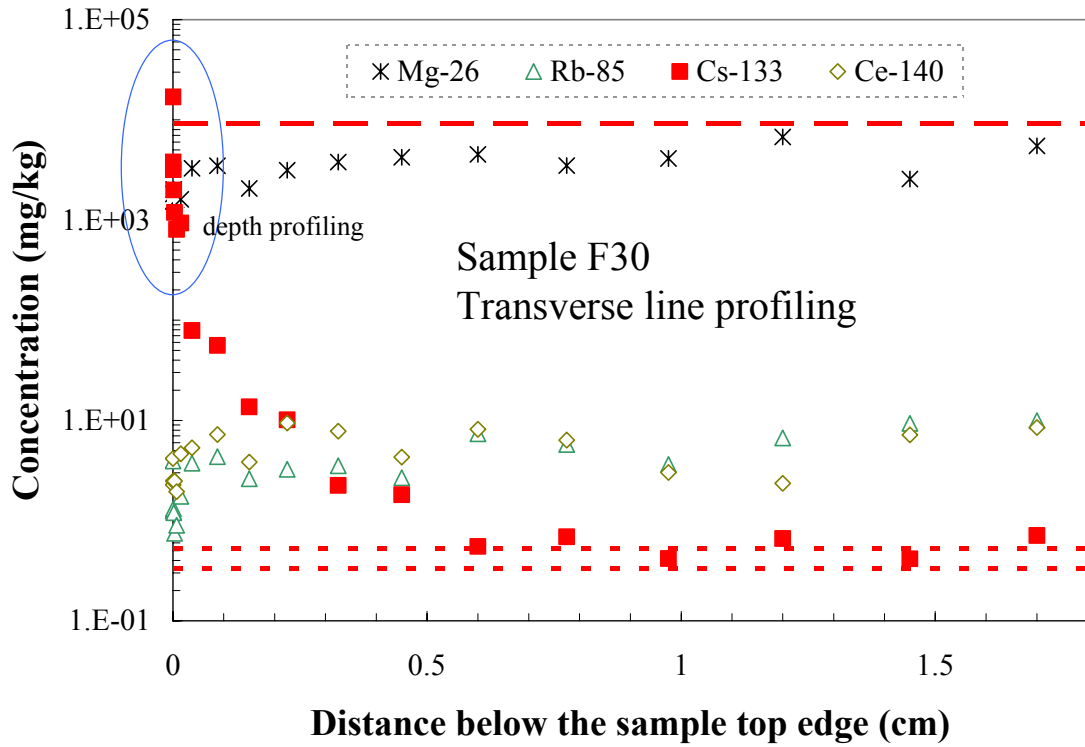 1.E+05
Mg-26 Rb-85 Cs-133 Ce-140
1.E+03
depth profiling
Sample F30
Transverse line profiling
1.E+01
1.E-01
0 0.5 1 1.5
Concentration (mg/kg)
Distance below the sample top edge (cm)